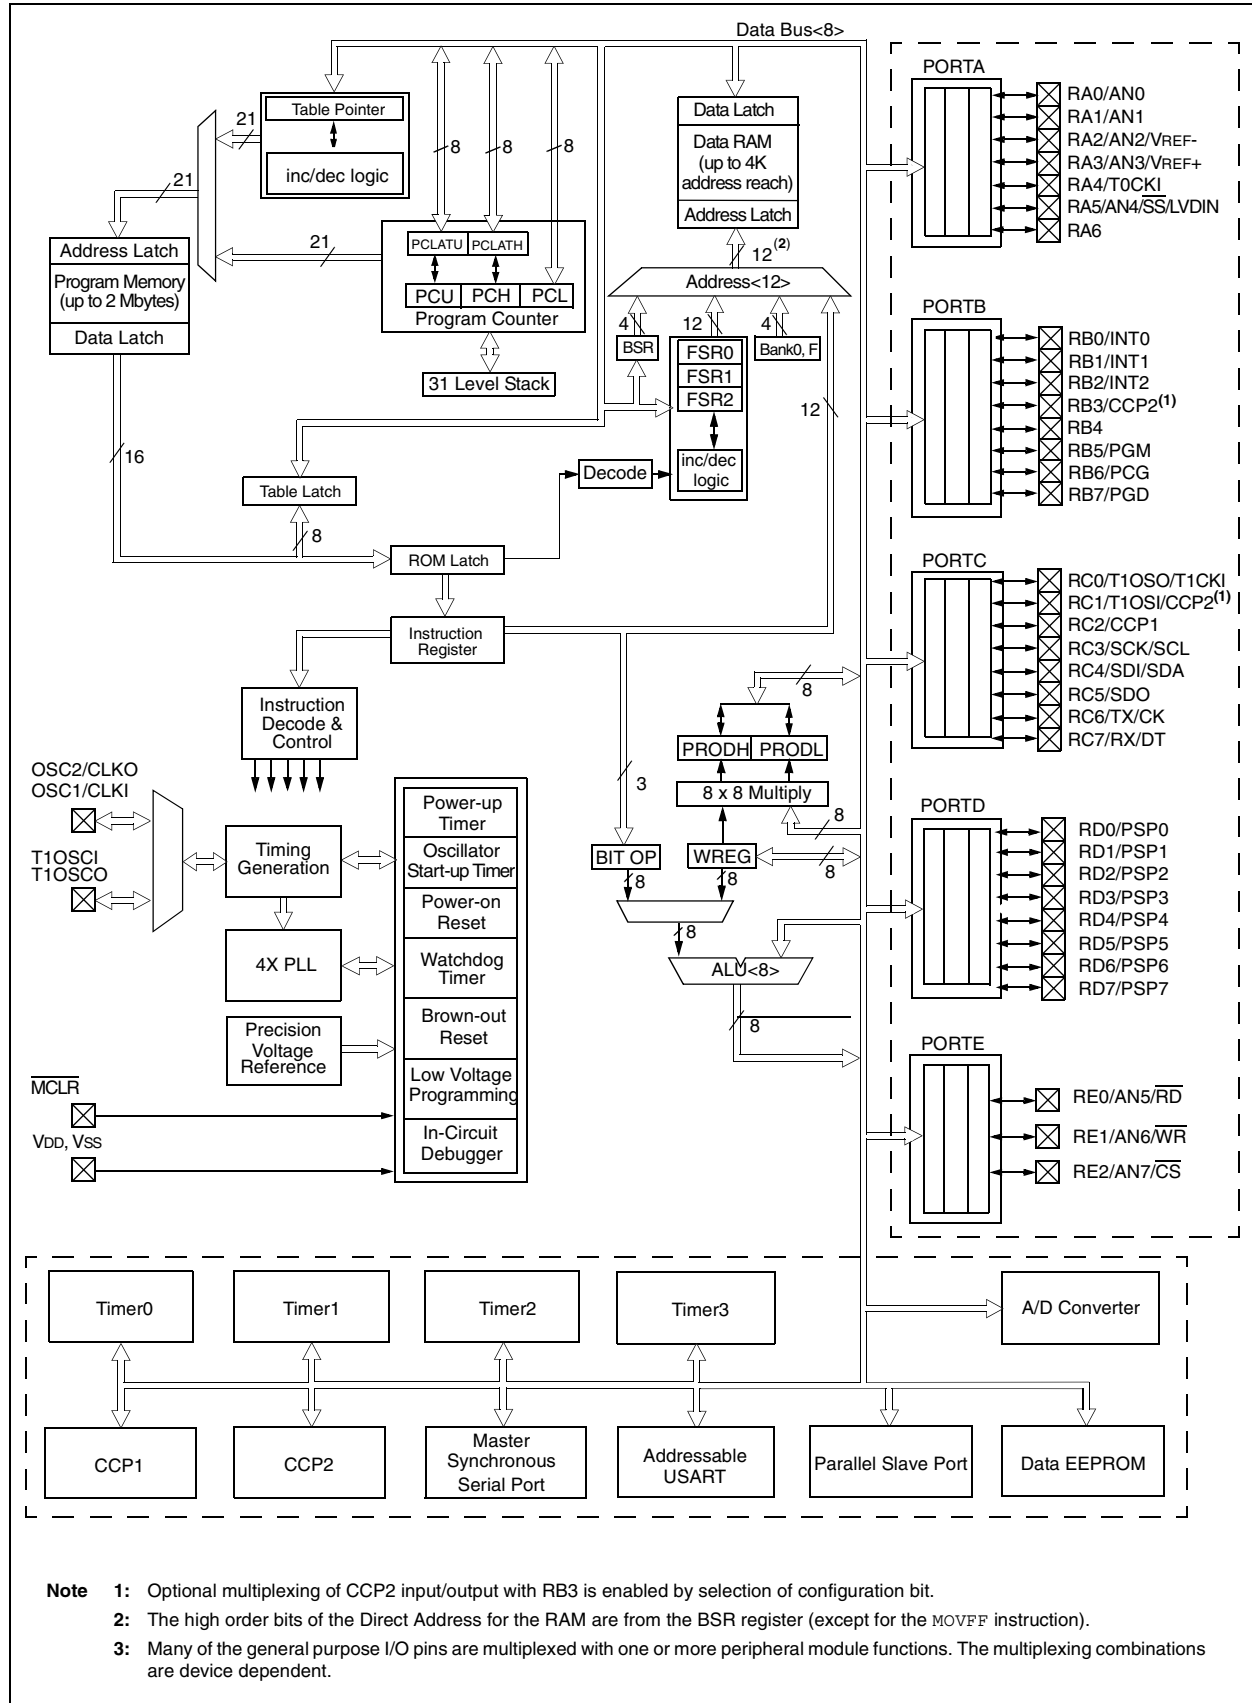 Data Bus<8>
PORTA
Table Pointer
21
inc/dec logic
21
8
8
8
Data Latch
Data RAM
(up to 4K
address reach)
Address Latch
RA0/AN0
RA1/AN1
RA2/AN2/VREF-
RA3/AN3/VREF+
RA4/T0CKI
RA5/AN4/SS/LVDIN
RA6
Address Latch
Program Memory
(up to 2 Mbytes)
Data Latch
21
PCLATU
PCLATH
PCU
PCH
PCL
Program Counter
31 Level Stack
12(2)
Address<12>
4
12
4
BSR
FSR0
FSR1
FSR2
Bank0, F
inc/dec
logic
12
PORTB
RB0/INT0
RB1/INT1
RB2/INT2
RB3/CCP2(1)
RB4
RB5/PGM
RB6/PCG
RB7/PGD
16
Table Latch
8
Decode
ROM Latch
Instruction
Register
Instruction
Decode &
Control
PORTC
RC0/T1OSO/T1CKI
RC1/T1OSI/CCP2(1)
RC2/CCP1
RC3/SCK/SCL
RC4/SDI/SDA
RC5/SDO
RC6/TX/CK
RC7/RX/DT
8
PRODH
PRODL
8 x 8 Multiply
3
8
BIT OP
WREG
8
8
8
8
ALU<8>
8
OSC2/CLKO
OSC1/CLKI
T1OSCI
T1OSCO
Timing
Generation
4X PLL
Precision
Voltage
Reference
MCLR
VDD, VSS
Power-up
Timer
Oscillator
Start-up Timer
Power-on
Reset
Watchdog
Timer
Brown-out
Reset
Low Voltage
Programming
In-Circuit
Debugger
PORTD
RD0/PSP0
RD1/PSP1
RD2/PSP2
RD3/PSP3
RD4/PSP4
RD5/PSP5
RD6/PSP6
RD7/PSP7
PORTE
RE0/AN5/RD
RE1/AN6/WR
RE2/AN7/CS
Timer0
Timer1
Timer2
Timer3
A/D Converter
CCP1
CCP2
Master
Synchronous
Serial Port
Addressable
USART
Parallel Slave Port
Data EEPROM
Note 1: Optional multiplexing of CCP2 input/output with RB3 is enabled by selection of configuration bit.
2: The high order bits of the Direct Address for the RAM are from the BSR register (except for the MOVFF instruction).
3: Many of the general purpose I/O pins are multiplexed with one or more peripheral module functions. The multiplexing combinations
are device dependent.